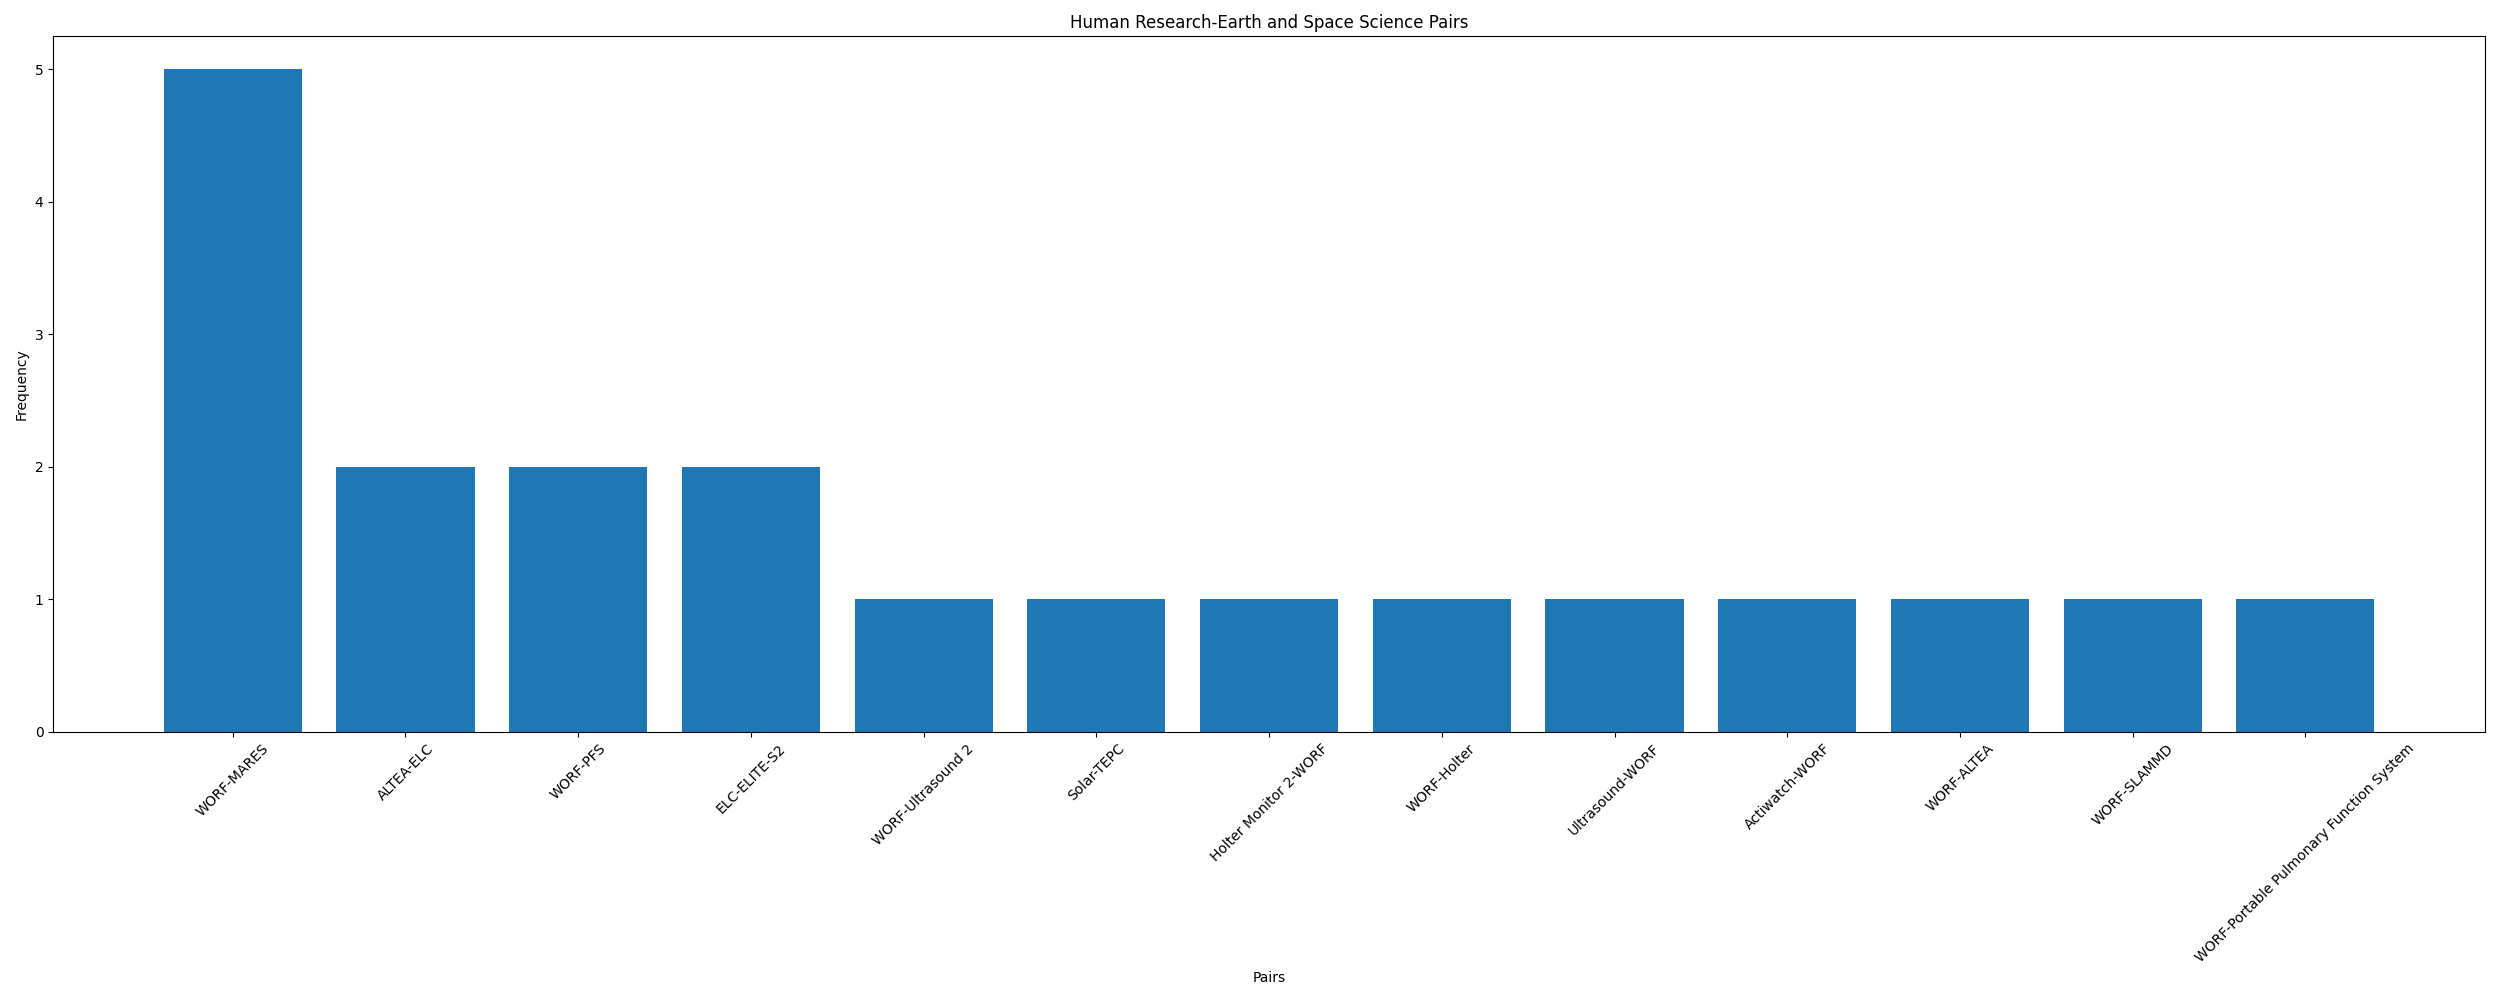 Human Research-Earth and Space Science Pairs
Frequency
5
4
3
2
1
0
WORF-MARES
ALTEA-ELC
WORF-PFS
ELC-ELITE-S2
WORF-Ultrasound 2
Solar-TEPC
Holter Monitor 2-WORF
WORF-Holter
Ultrasound-WORF
Actiwatch-WORF
WORF-ALTEA
WORF-SLAMMD
WORF-Portable Pulmonary Function System
Pairs